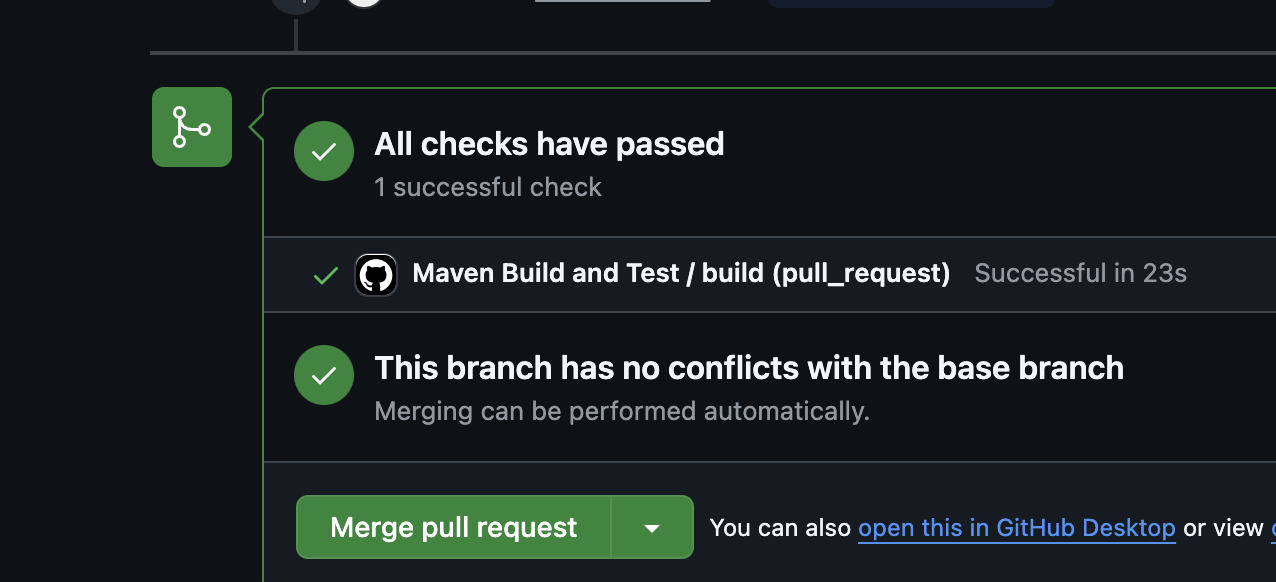 All checks have passed
1 successful check
Maven Build and Test / build (pull_request) Successful in 23s
This branch has no conflicts with the base branch
Merging can be performed automatically.
Merge pull request
You can also open this in GitHub Desktop or view